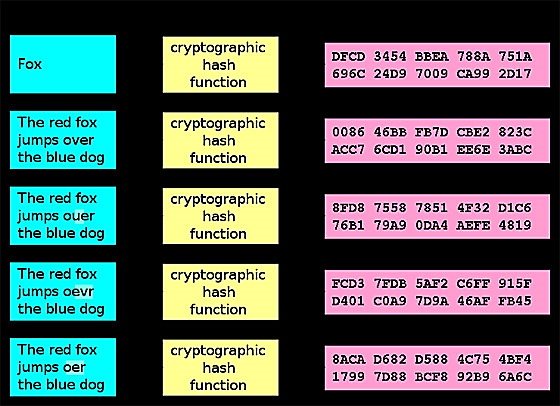 Fox
cryptographic
hash
function
DFCD 3454 BBEA 788A 751A
696C 24D9 7009 CA99 2D17
The red fox
jumps over
the blue dog
cryptographic
hash
function
0086 46BB FB7D CBE2 823C
ACC7 6CD1 90B1 EE6E 3ABC
The red fox
jumps ouer
the blue dog
cryptographic
hash
function
8FD8 7558 7851 4F32 D1C6
76B1 79A9 0DA4 AEFE 4819
The red fox
jumps oevr
the blue dog
cryptographic
hash
function
FCD3 7FDB 5AF2 C6FF 915F
D401 C0A9 7D9A 46AF FB45
The red fox
jumps oer
the blue dog
cryptographic
hash
function
8ACA D682 D588 4C75 4BF4
1799 7D88 BCF8 92B9 6A6C